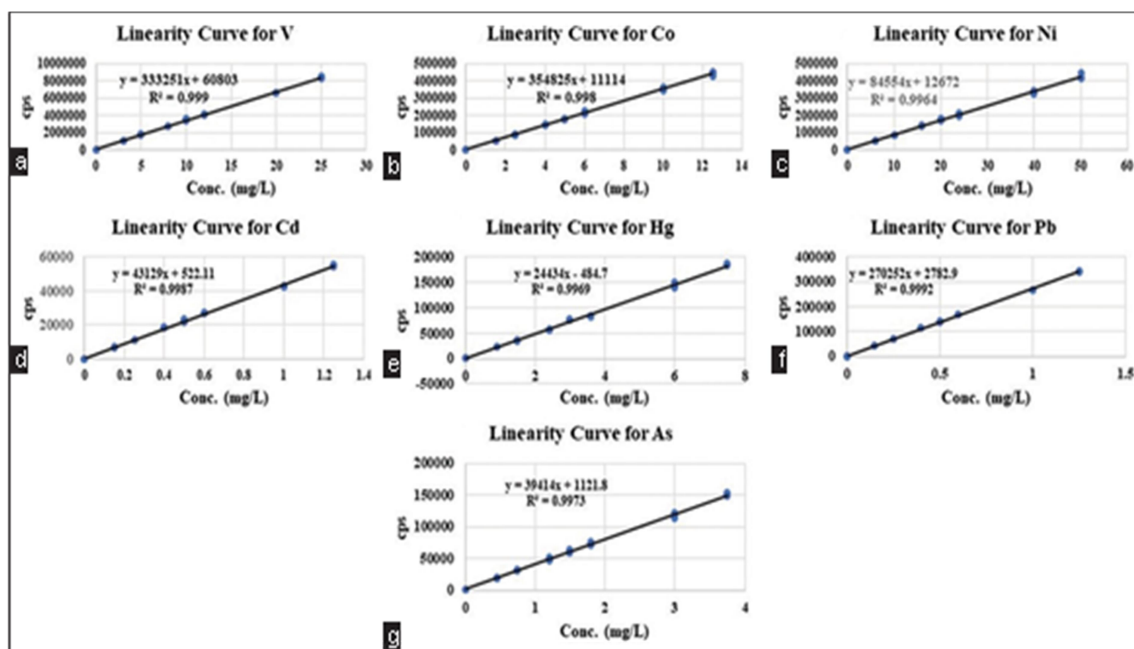 Linearity Curve for V
10000000
8000000
6000000
4000000
2000000
0
cps
y = 333251x + 60803
R² = 0.999
0 5 10 15 20 25 30
Conc. (mg/L)
a
Linearity Curve for Co
5000000
4000000
3000000
2000000
1000000
0
cps
y = 354825x + 11114
R² = 0.998
0 2 4 6 8 10 12 14
Conc. (mg/L)
b
Linearity Curve for Ni
5000000
4000000
3000000
2000000
1000000
0
cps
y = 84554x + 12672
R² = 0.9964
0 10 20 30 40 50 60
Conc. (mg/L)
c
Linearity Curve for Cd
60000
40000
20000
0
cps
y = 43129x + 522.11
R² = 0.9987
0 0.2 0.4 0.6 0.8 1 1.2 1.4
Conc. (mg/L)
d
Linearity Curve for Hg
200000
150000
100000
50000
0
-50000
cps
y = 24434x - 484.7
R² = 0.9969
0 2 4 6 8
Conc. (mg/L)
e
Linearity Curve for Pb
400000
300000
200000
100000
0
cps
y = 270252x + 2782.9
R² = 0.9992
0 0.5 1 1.5
Conc. (mg/L)
f
Linearity Curve for As
200000
150000
100000
50000
0
cps
y = 39414x + 1121.8
R² = 0.9973
0 1 2 3 4
Conc. (mg/L)
g